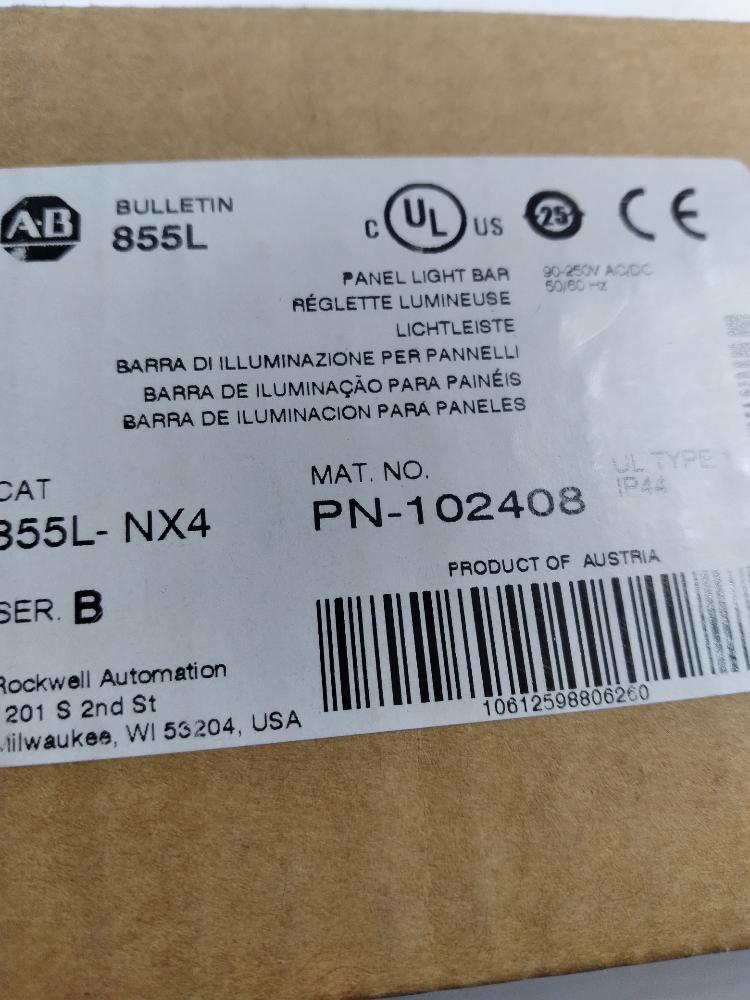 A-B
BULLETIN
855L
C UL US
25
CE
PANEL LIGHT BAR
RÉGLETTE LUMINEUSE
LICHTLEISTE
BARRA DI ILLUMINAZIONE PER PANNELLI
BARRA DE ILUMINAÇÃO PARA PAINÉIS
BARRA DE ILUMINACION PARA PANELES
90-250V AC/DC
50/60 Hz
CAT
855L- NX4
MAT. NO.
PN-102408
UL TYPE
IP44
SER. B
PRODUCT OF AUSTRIA
10612598806260
Rockwell Automation
1201 S 2nd St
Milwaukee, WI 53204, USA